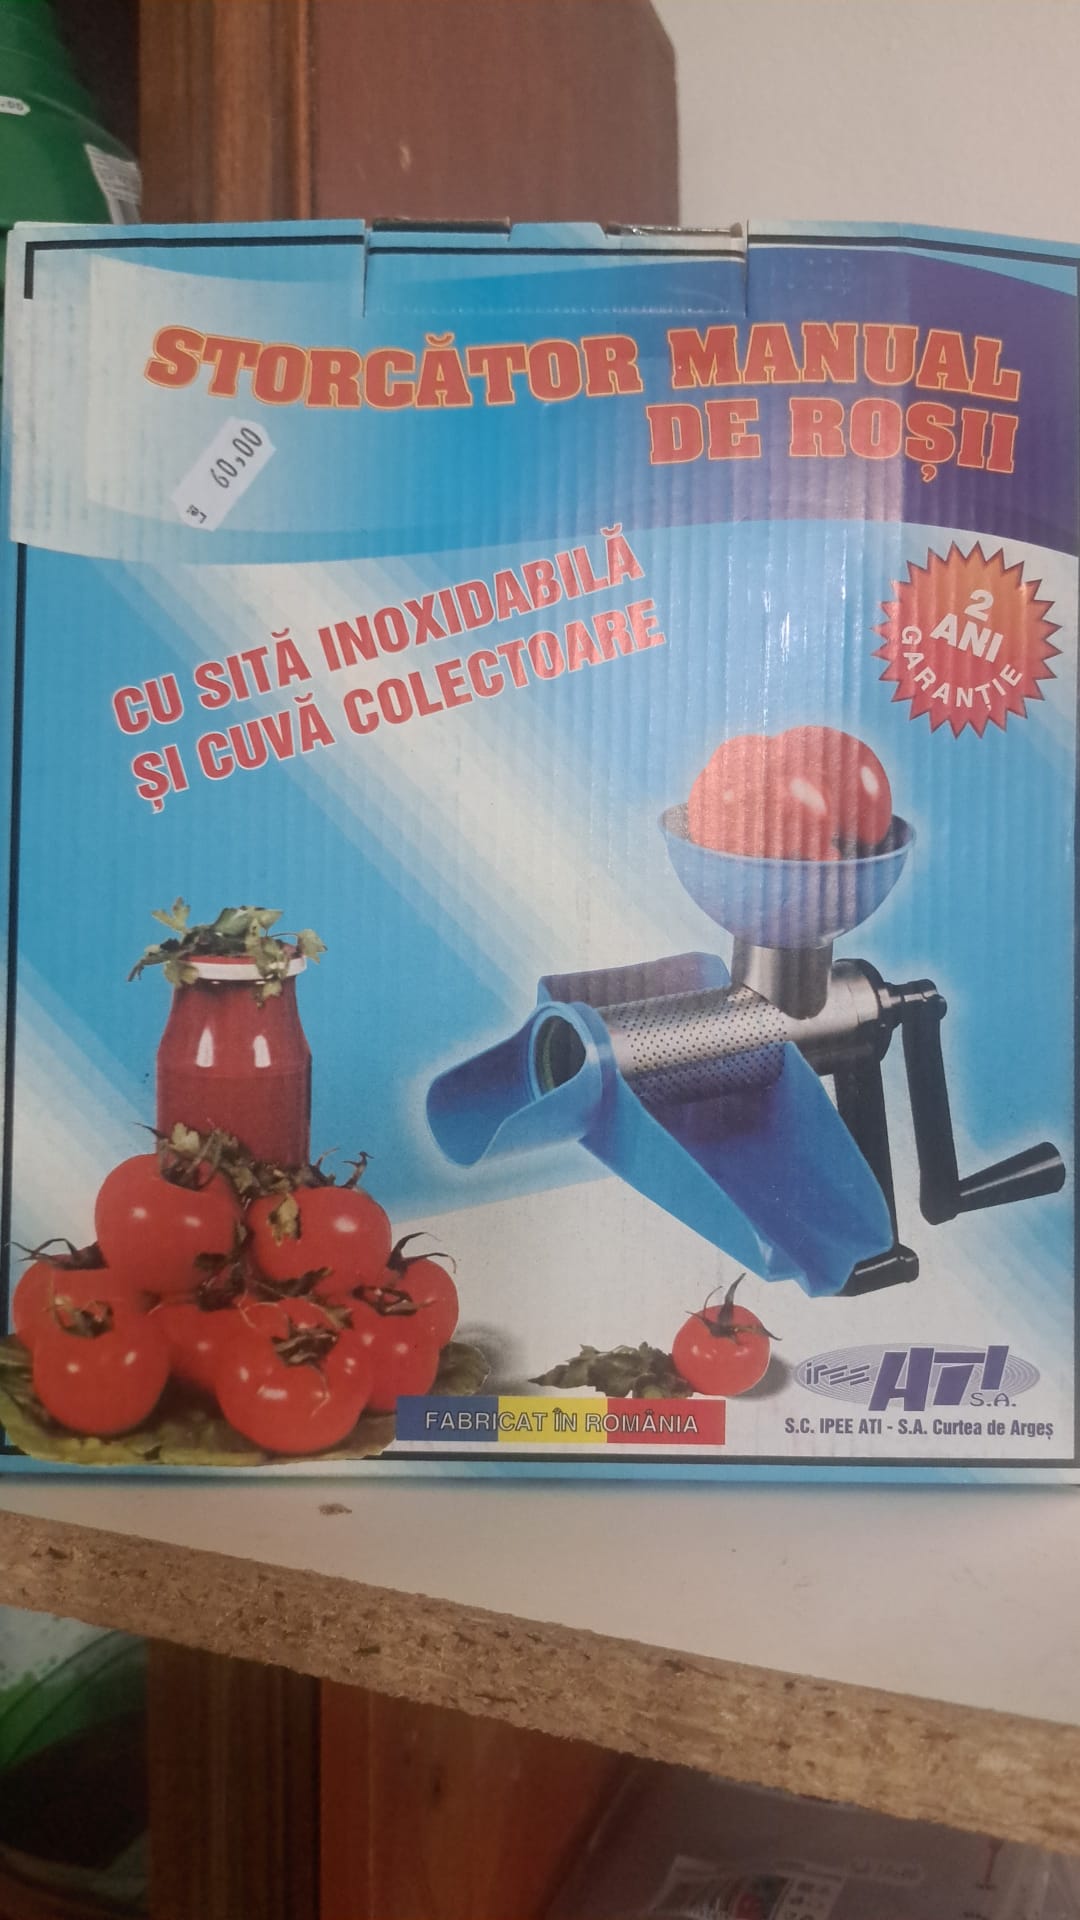 STORCĂTOR MANUAL
DE ROȘII
Lei 60,00
CU SITĂ INOXIDABILĂ
ȘI CUVĂ COLECTOARE
2
ANI
GARANȚIE
FABRICAT ÎN ROMÂNIA
IPEE ATI S.A.
S.C. IPEE ATI - S.A. Curtea de Argeș